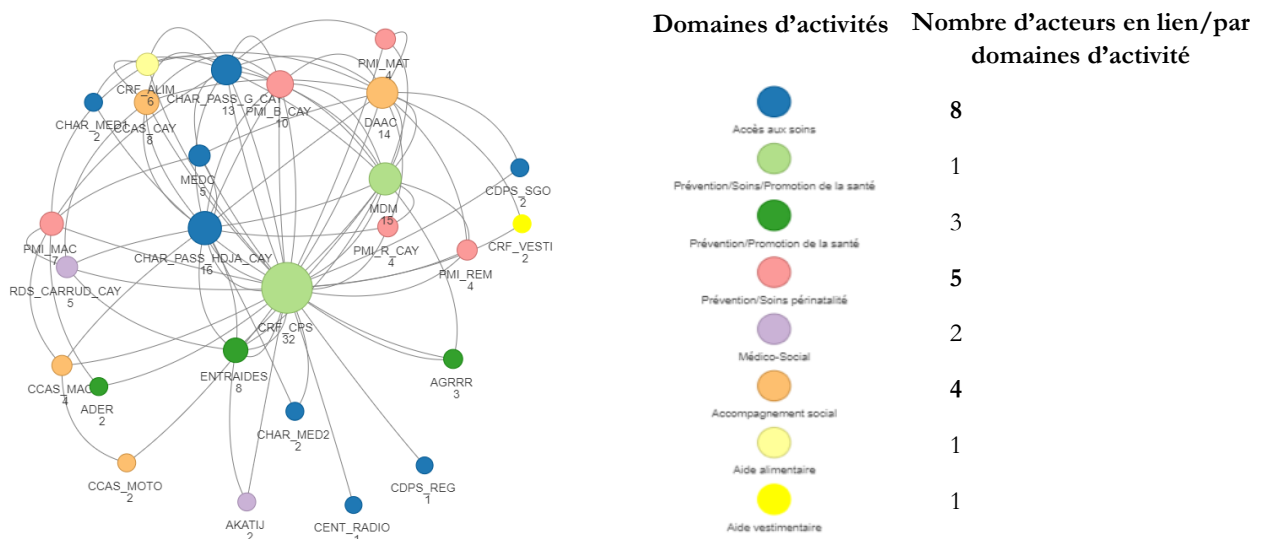 PMI_MAT
4
CRF_ALIM
6
CHAR_PASS_G_CAY
13
PMI_B_CAY
10
CHAR_MED1
2
CCAS_CAY
8
DAAC
14
MEDC
5
CDPS_SGO
2
MDM
15
PMI_MAC
7
CHAR_PASS_HDJA_CAY
16
PMI_R_CAY
4
CRF_VESTI
2
PMI_REM
4
RDS_CARRUD_CAY
5
CRF_CPS
32
ENTRAIDES
8
AGRRR
3
CCAS_MAC
4
ADER
2
CHAR_MED2
2
CCAS_MOTO
2
CDPS_REG
1
AKATIJ
2
CENT_RADIO
1
Domaines d’activités
Nombre d’acteurs en lien/par
domaines d’activité
8
Accès aux soins
1
Prévention/Soins/Promotion de la santé
3
Prévention/Promotion de la santé
5
Prévention/Soins périnatalité
2
Médico-Social
4
Accompagnement social
1
Aide alimentaire
1
Aide vestimentaire